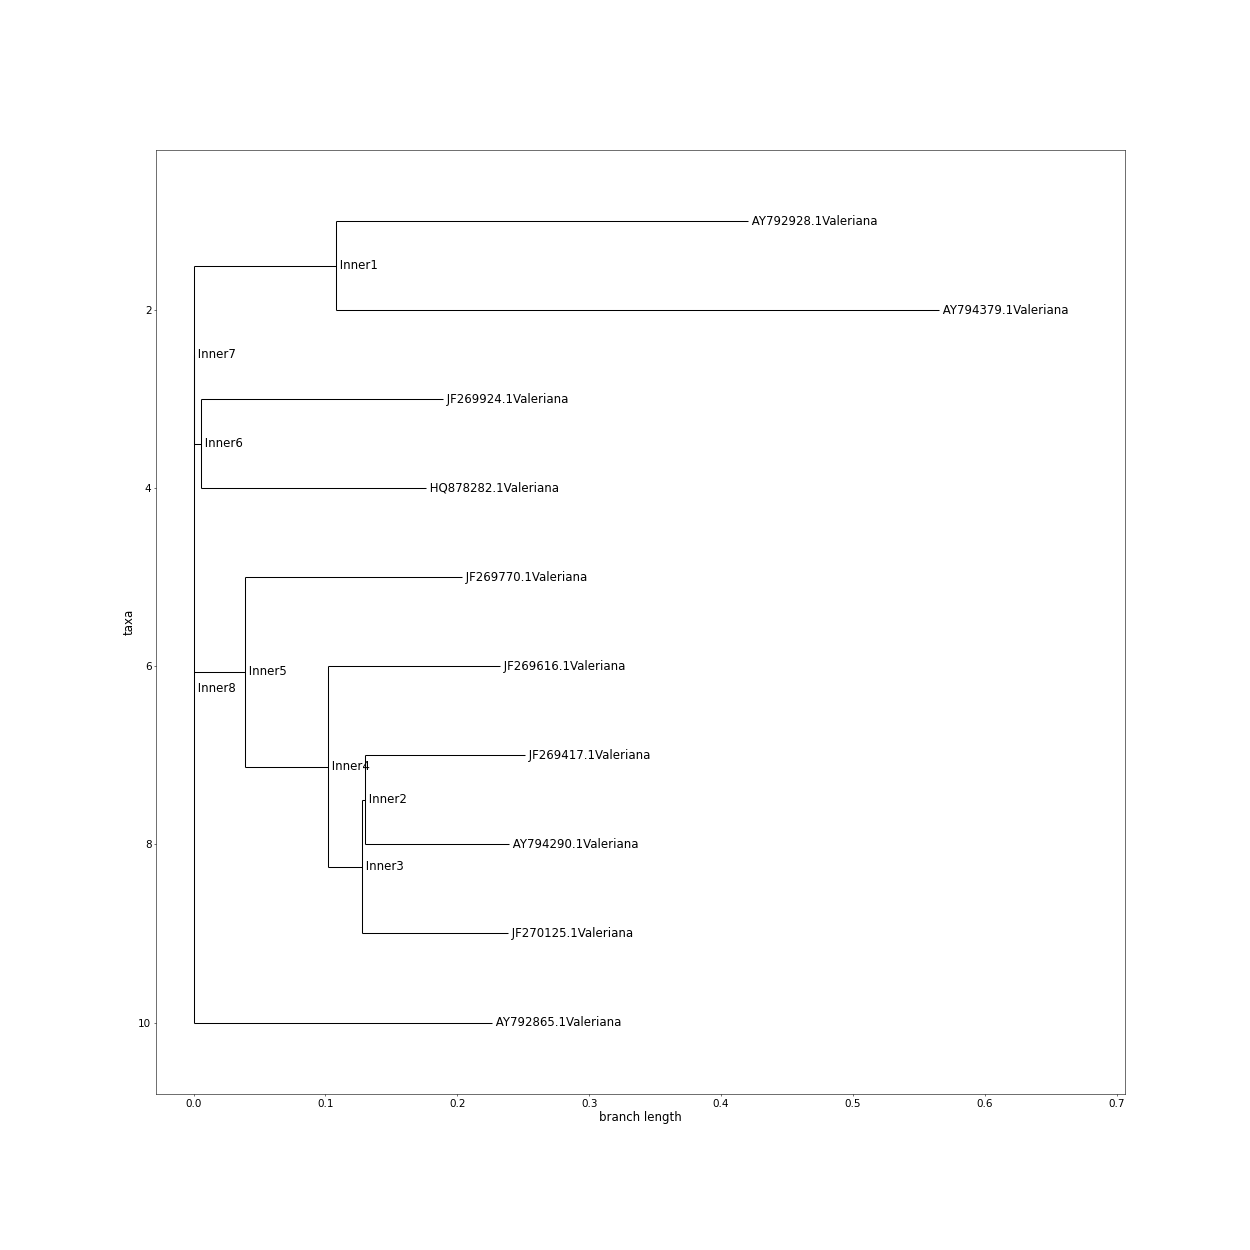 AY792928.1Valeriana
Inner1
2
AY794379.1Valeriana
Inner7
JF269924.1Valeriana
Inner6
4
HQ878282.1Valeriana
JF269770.1Valeriana
taxa
6
JF269616.1Valeriana
Inner5
Inner8
JF269417.1Valeriana
Inner4
Inner2
8
AY794290.1Valeriana
Inner3
JF270125.1Valeriana
10
AY792865.1Valeriana
0.0 0.1 0.2 0.3 0.4 0.5 0.6 0.7
branch length